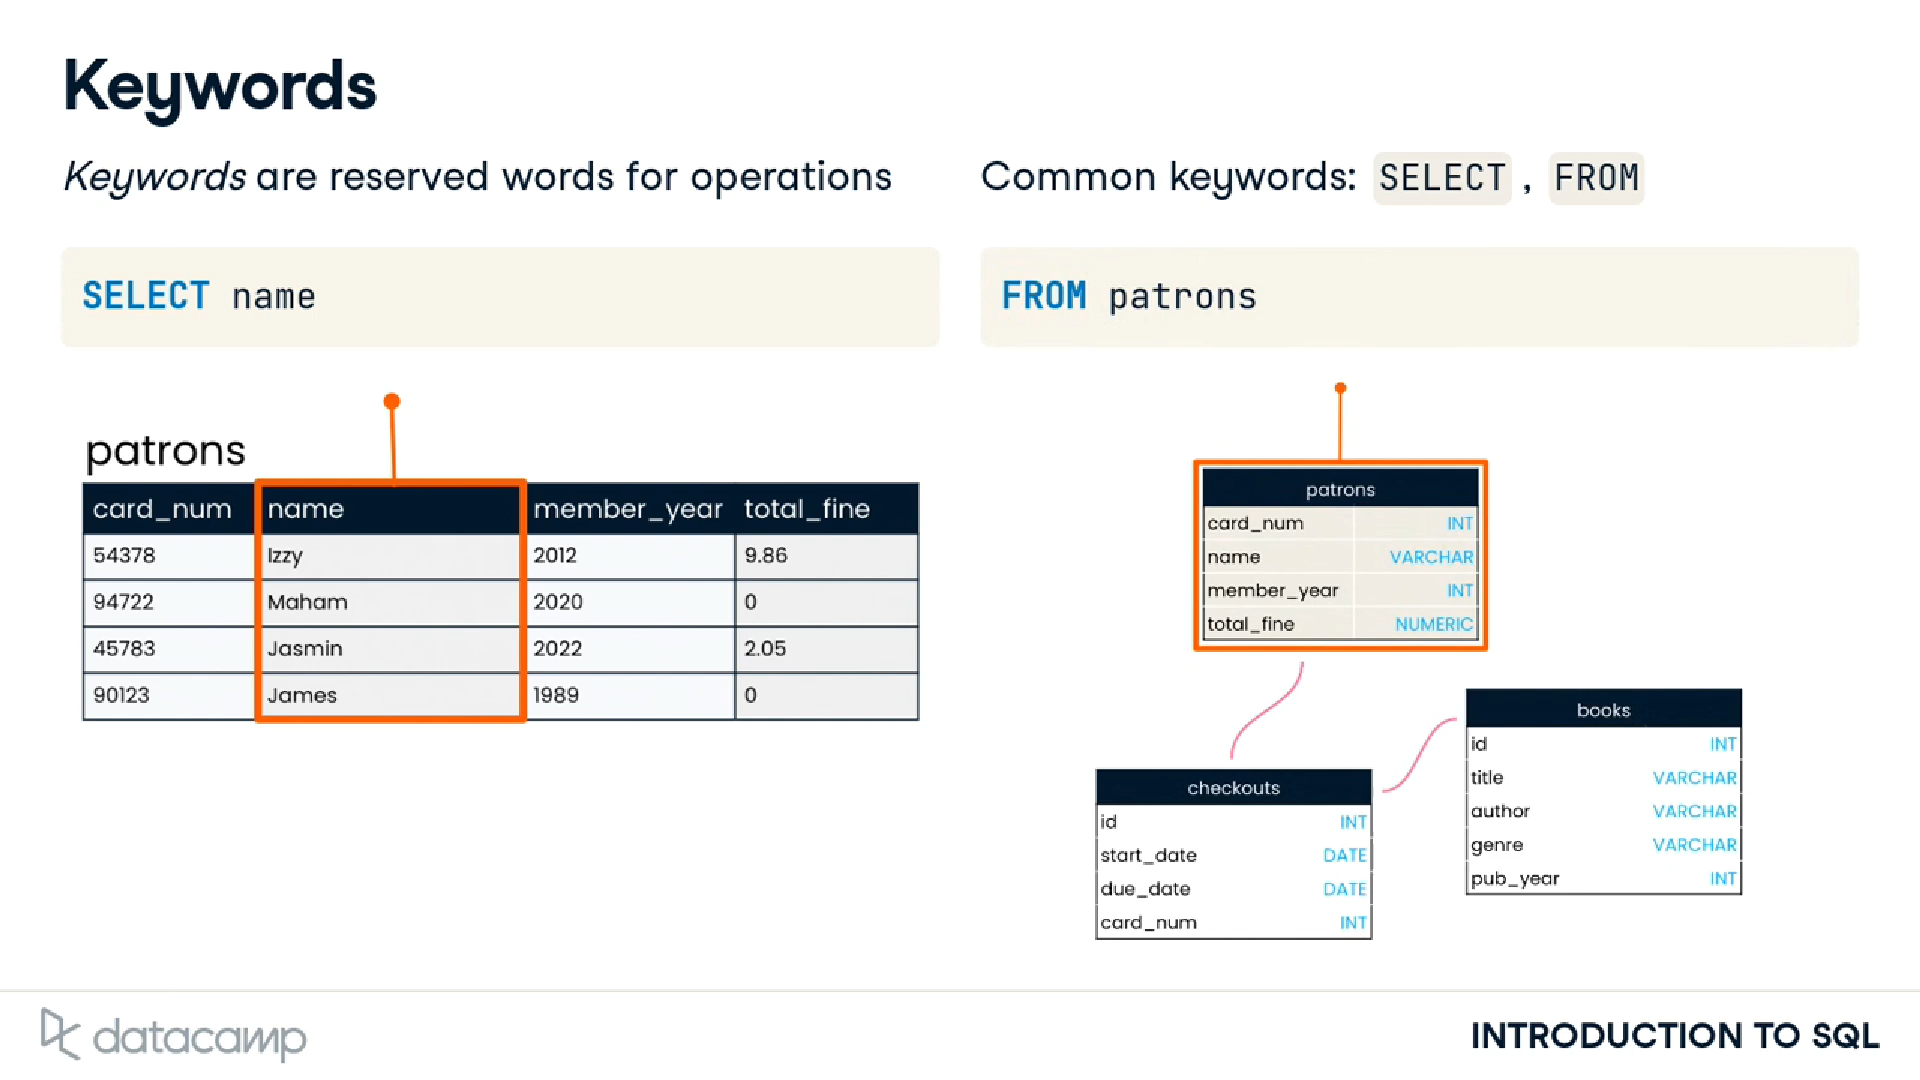 Keywords
Keywords are reserved words for operations
SELECT name
patrons
card_num name member_year total_fine
54378 Izzy 2012 9.86
94722 Maham 2020 0
45783 Jasmin 2022 2.05
90123 James 1989 0
Common keywords: SELECT , FROM
FROM patrons
patrons
card_num INT
name VARCHAR
member_year INT
total_fine NUMERIC
checkouts
id INT
start_date DATE
due_date DATE
card_num INT
books
id INT
title VARCHAR
author VARCHAR
genre VARCHAR
pub_year INT
datacamp
INTRODUCTION TO SQL